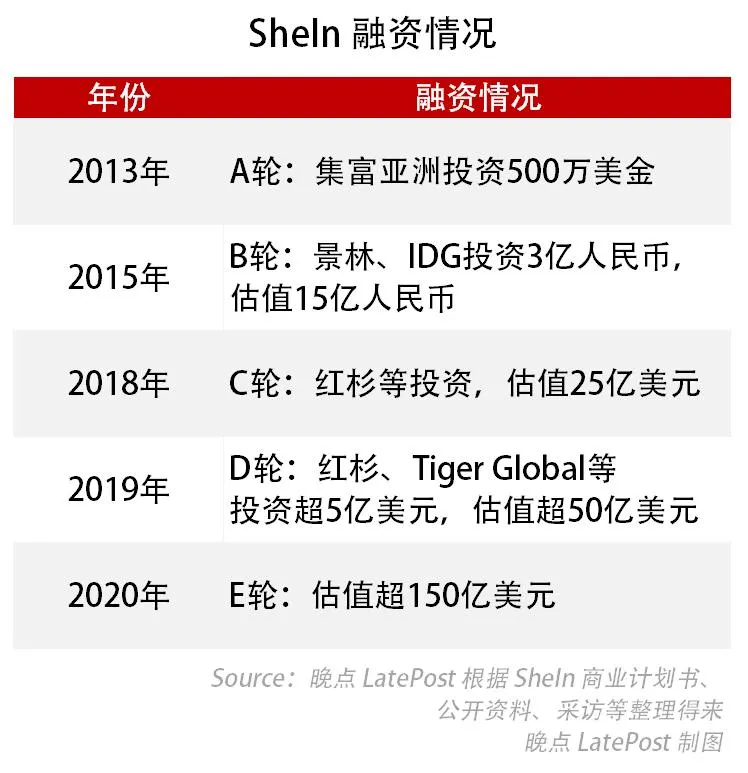 SheIn 融资情况
年份 融资情况
2013年 A轮：集富亚洲投资500万美金
2015年 B轮：景林、IDG投资3亿人民币，
估值15亿人民币
2018年 C轮：红杉等投资，估值25亿美元
2019年 D轮：红杉、Tiger Global等
投资超5亿美元，估值超50亿美元
2020年 E轮：估值超150亿美元
Source：晚点 LatePost 根据 SheIn 商业计划书、
公开资料、采访等整理得来
晚点 LatePost 制图